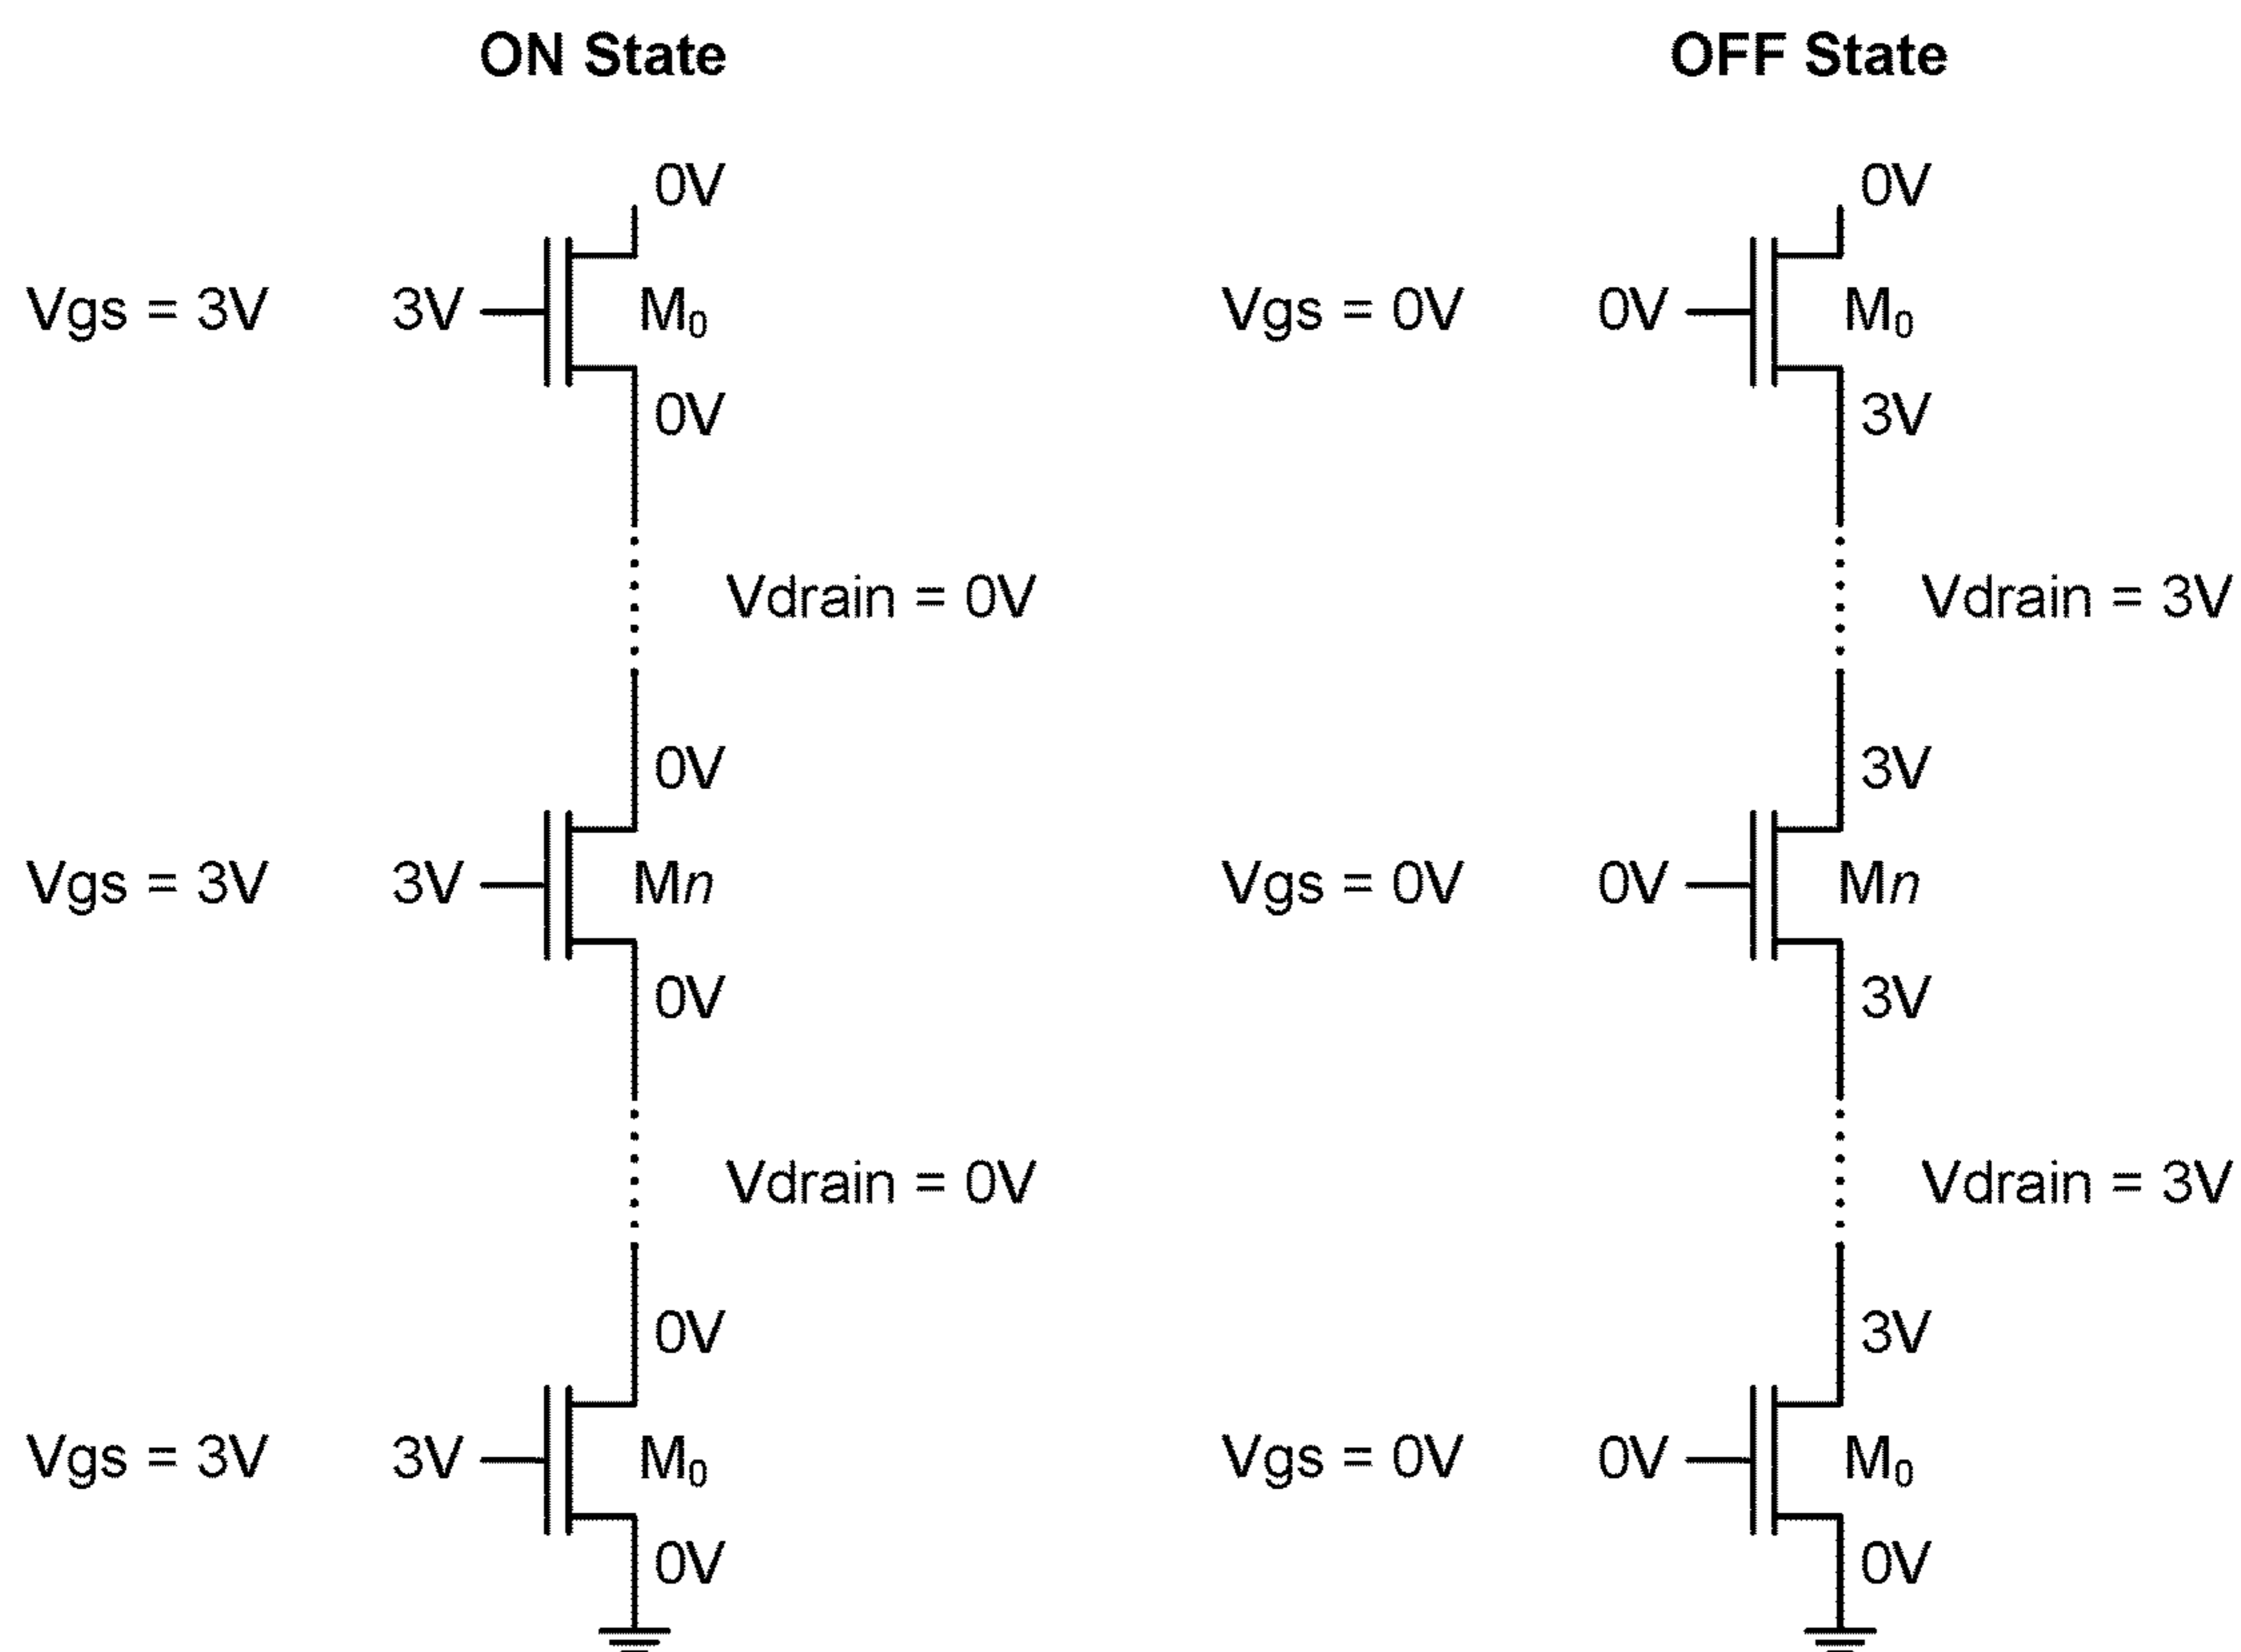 ON State
0V
Vgs = 3V 3V M₀
0V
Vdrain = 0V
0V
Vgs = 3V 3V Mn
0V
Vdrain = 0V
0V
Vgs = 3V 3V M₀
0V
OFF State
0V
Vgs = 0V 0V M₀
3V
Vdrain = 3V
3V
Vgs = 0V 0V Mn
3V
Vdrain = 3V
3V
Vgs = 0V 0V M₀
0V